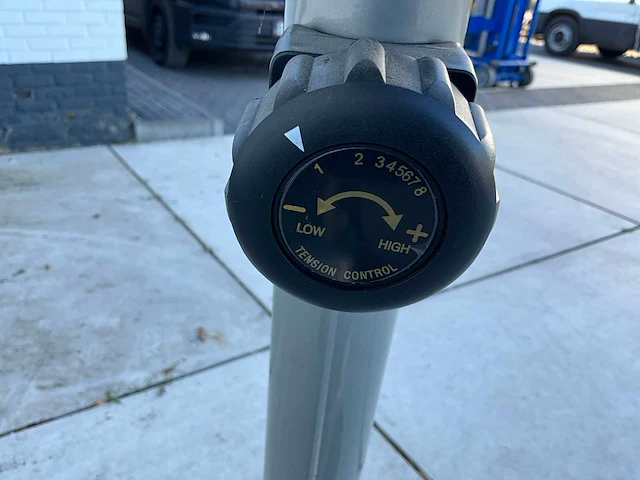 1 2 345678
− +
LOW HIGH
TENSION CONTROL